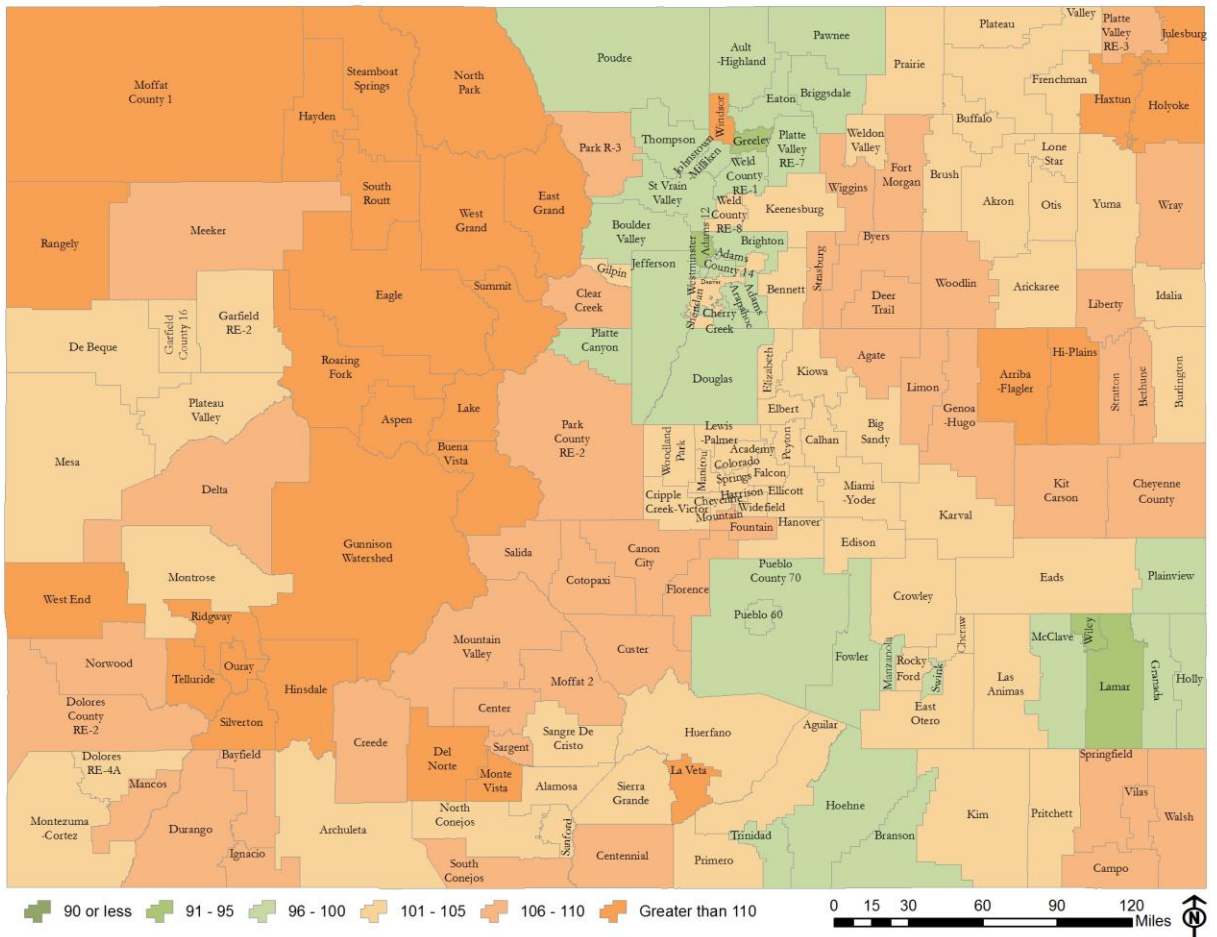 Moffat
County 1
Hayden
Steamboat
Springs
North
Park
Poudre
Ault
-Highland
Pawnee
Prairie
Plateau
Valley
Platte
Valley
RE-3
Julesburg
Frenchman
Haxtun
Holyoke
Eaton
Briggsdale
Buffalo
Windsor
Thompson
Johnstown
-Milliken
Greeley
Platte
Valley
RE-7
Weldon
Valley
Fort
Morgan
Brush
Lone
Star
Park R-3
Weld
County
RE-1
Wiggins
Akron
Otis
Yuma
Wray
St Vrain
Valley
Weld
County
RE-8
Keenesburg
South
Routt
West
Grand
East
Grand
Rangely
Meeker
Boulder
Valley
Adams 12
Brighton
Byers
Westminster
Adams
County 14
Jefferson
Gilpin
Denver
Sheridan
Adams
Arapahoe
Bennett
Strasburg
Deer
Trail
Woodlin
Arickaree
Liberty
Idalia
Eagle
Summit
Clear
Creek
Cherry
Creek
Garfield
RE-2
Garfield
County 16
De Beque
Platte
Canyon
Roaring
Fork
Douglas
Elizabeth
Kiowa
Agate
Limon
Genoa
-Hugo
Arriba
-Flagler
Hi-Plains
Stratton
Bethune
Burlington
Plateau
Valley
Aspen
Lake
Elbert
Big
Sandy
Mesa
Buena
Vista
Park
County
RE-2
Woodland
Park
Lewis
-Palmer
Manitou
Academy
Colorado
Springs
Peyton
Calhan
Falcon
Delta
Cripple
Creek-Victor
Cheyenne
Mountain
Harrison
Widefield
Ellicott
Miami
-Yoder
Kit
Carson
Cheyenne
County
Karval
Fountain
Hanover
Edison
Gunnison
Watershed
Salida
Cotopaxi
Canon
City
Florence
Montrose
Pueblo
County 70
Pueblo 60
Eads
Plainview
West End
Ridgway
Crowley
Cheraw
McClave
Wiley
Norwood
Telluride
Ouray
Hinsdale
Mountain
Valley
Custer
Fowler
Manzanola
Rocky
Ford
Swink
Las
Animas
Lamar
Granada
Holly
Moffat 2
Dolores
County
RE-2
Silverton
Creede
Center
East
Otero
Sargent
Sangre De
Cristo
Huerfano
Aguilar
Del
Norte
Monte
Vista
Dolores
RE-4A
Bayfield
Mancos
La Veta
Springfield
Alamosa
Sierra
Grande
Hoehne
Kim
Pritchett
Vilas
Walsh
Montezuma
-Cortez
Durango
Archuleta
North
Conejos
Sanford
Trinidad
Branson
Ignacio
South
Conejos
Centennial
Primero
Campo
90 or less
91 - 95
96 - 100
101 - 105
106 - 110
Greater than 110
0 15 30 60 90 120
Miles
N